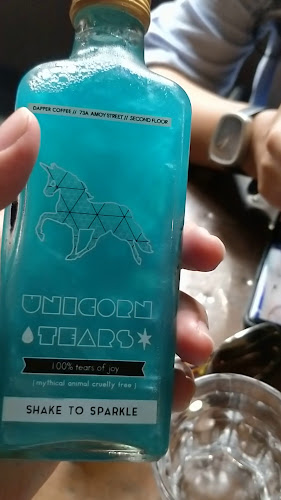 DAPPER COFFEE // 73A AMOY STREET // SECOND FLOOR
UNICORN
TEARS
100% tears of joy
(mythical animal cruelty free)
SHAKE TO SPARKLE